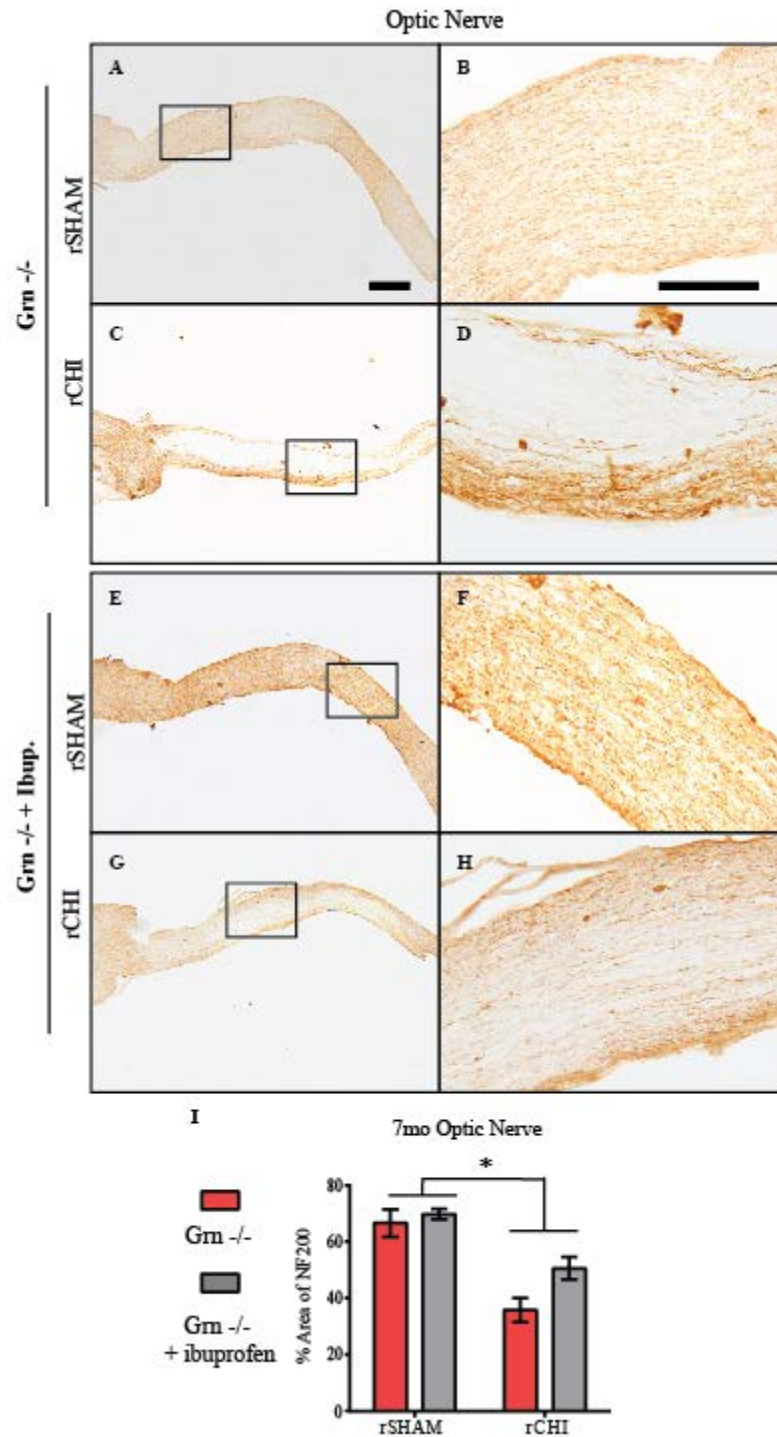 Optic Nerve
A
B
Grn -/-
rSHAM
C
D
rCHI
E
F
Grn -/- + Ibup.
rSHAM
G
H
rCHI
I
7mo Optic Nerve
*
Grn -/-
Grn -/-
+ ibuprofen
% Area of NF200
80
60
40
20
0
rSHAM
rCHI